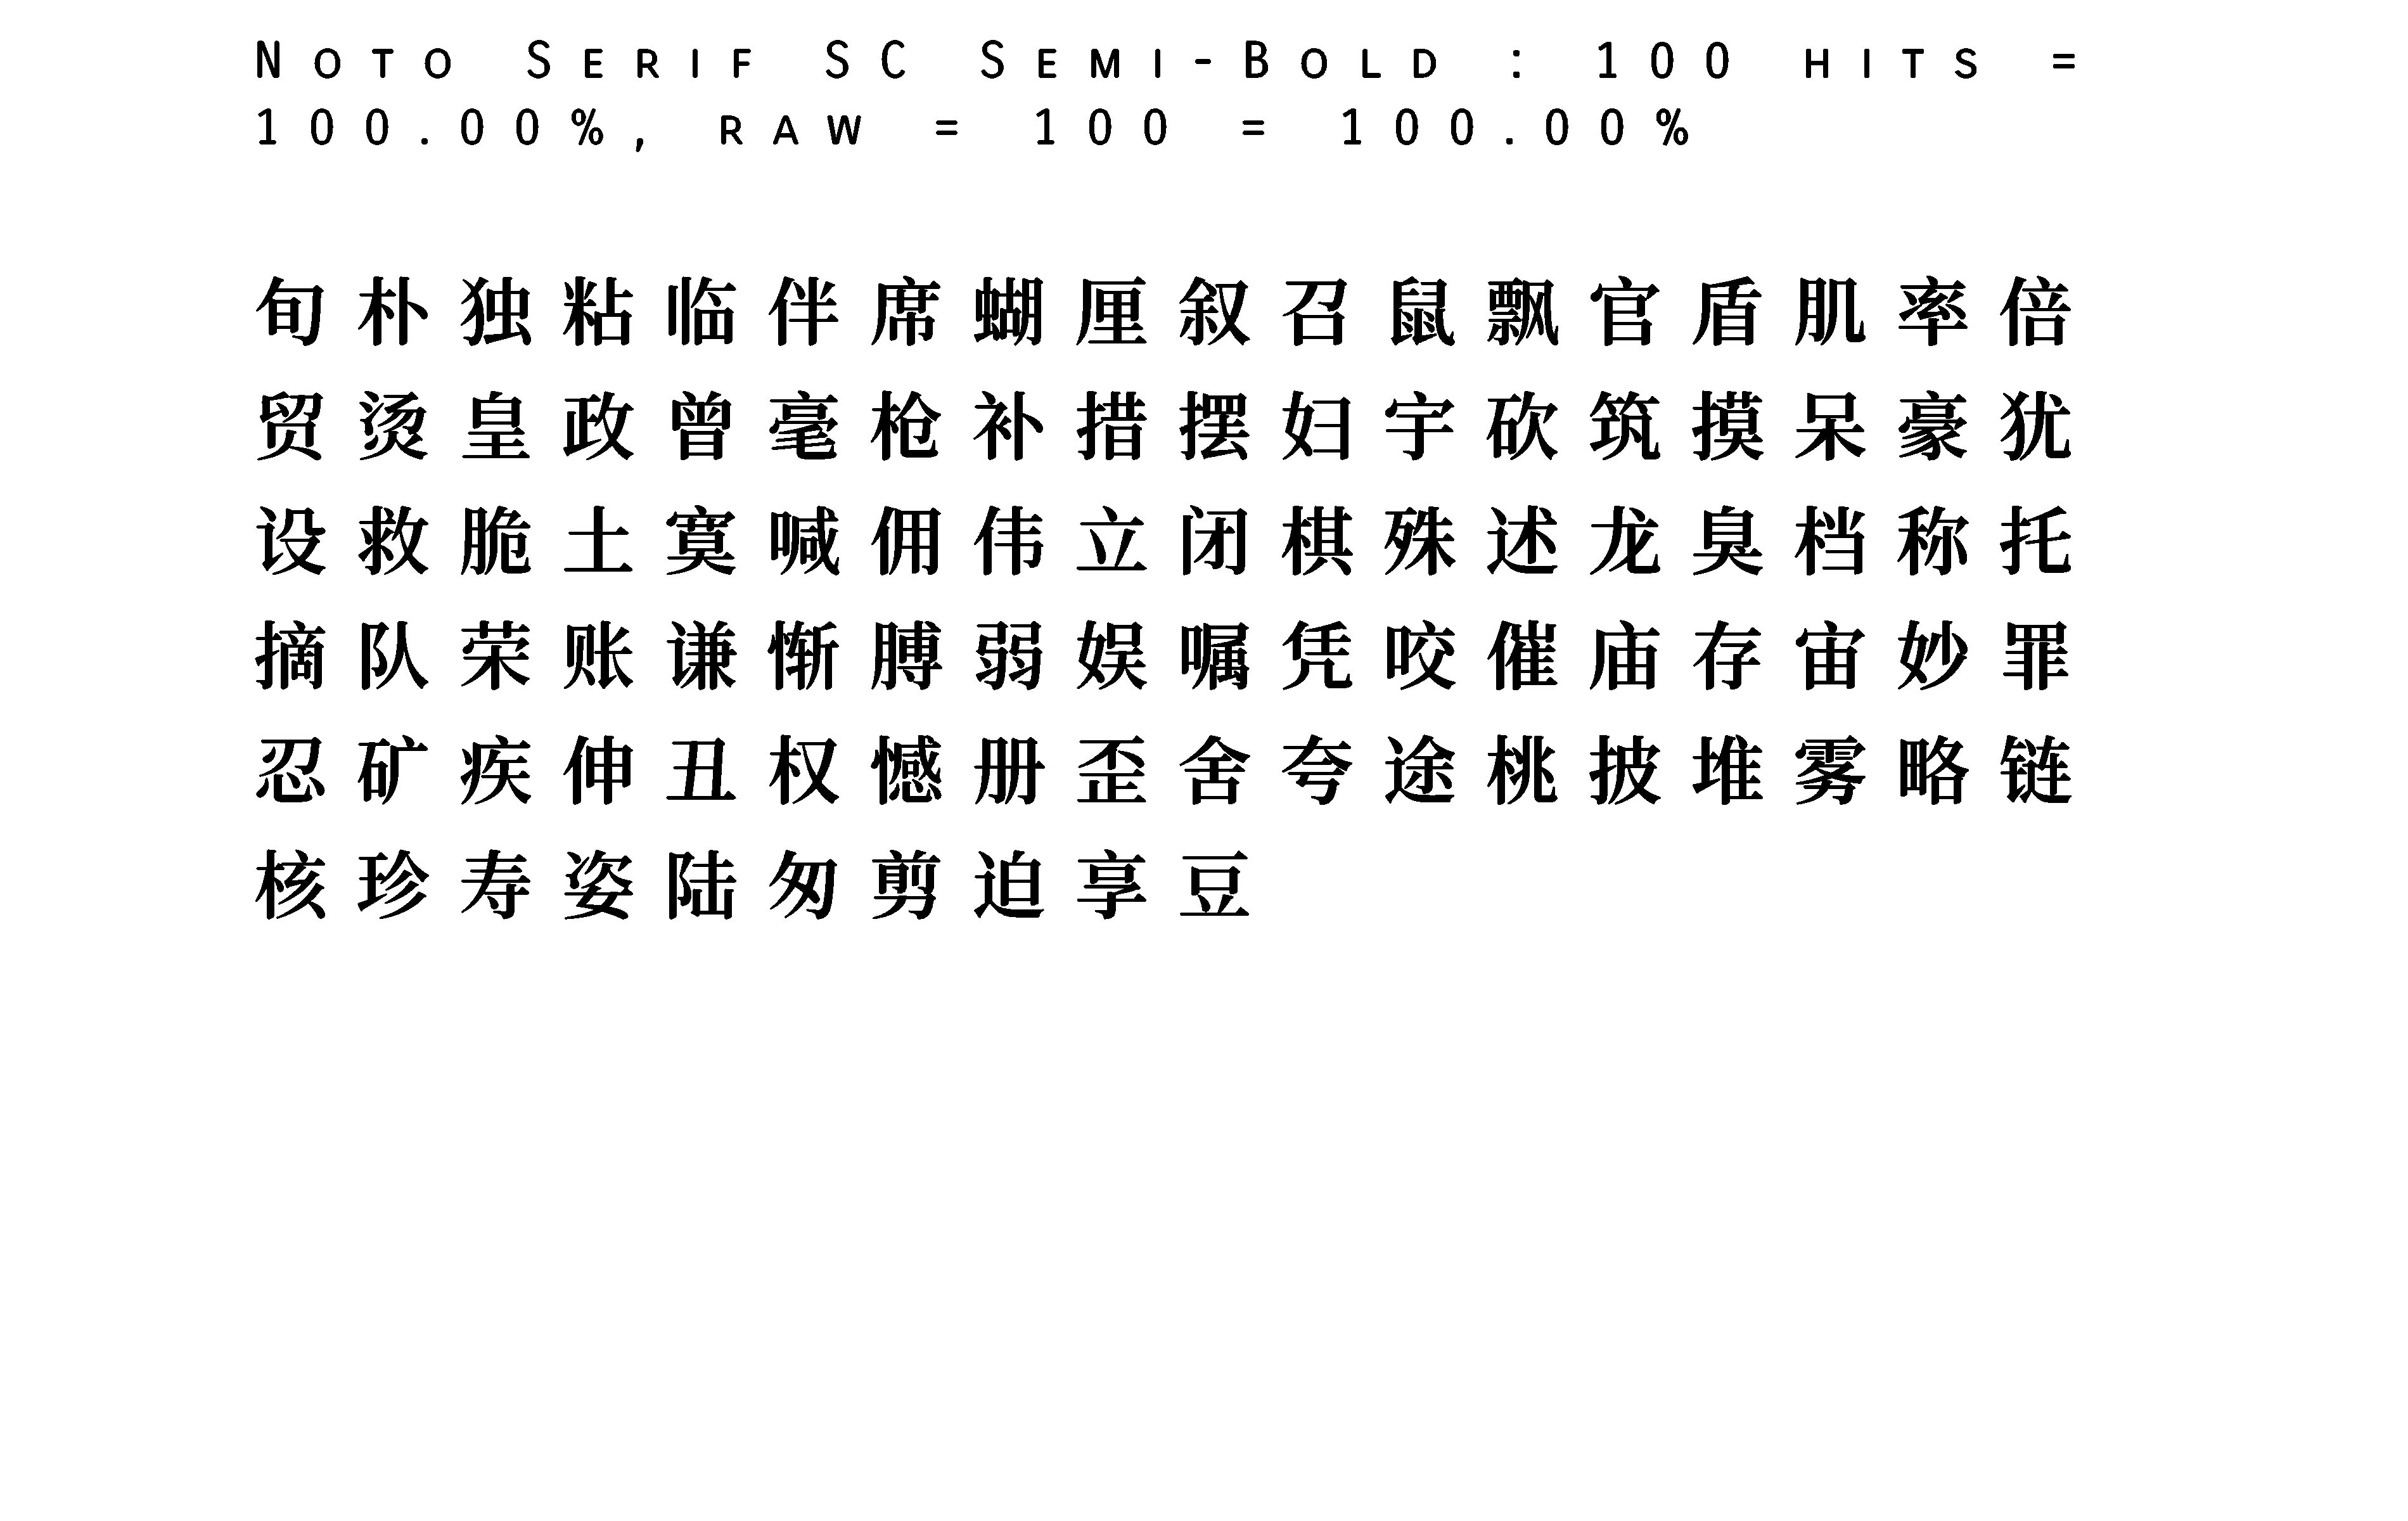 Noto Serif SC Semi-Bold : 100 hits =
100.00%, raw = 100 = 100.00%
旬朴独粘临伴席蝴厘叙召鼠飘官盾肌率倍
贸烫皇政曾毫枪补措摆妇宇砍筑摸呆豪犹
设救脆土寞喊佣伟立闭棋殊述龙臭档称托
摘队荣账谦惭膊弱娱嘱凭咬催庙存宙妙罪
忍矿疾伸丑权憾册歪舍夸途桃披堆雾略链
核珍寿姿陆匆剪迫享豆